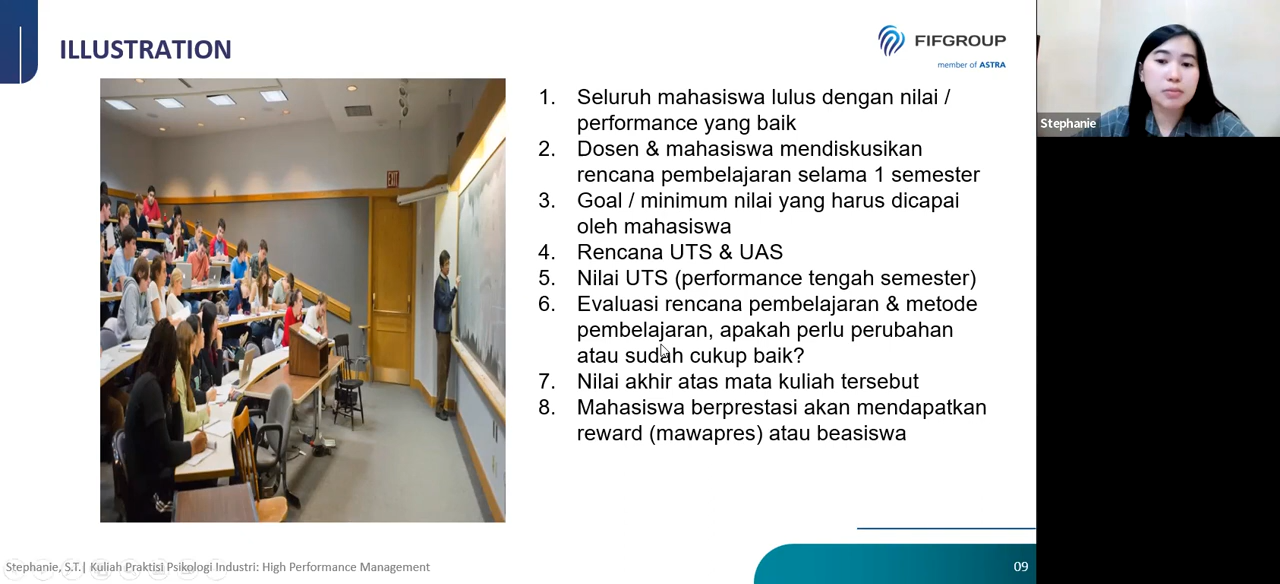 ILLUSTRATION
FIFGROUP
member of ASTRA
1. Seluruh mahasiswa lulus dengan nilai /
performance yang baik
2. Dosen & mahasiswa mendiskusikan
rencana pembelajaran selama 1 semester
3. Goal / minimum nilai yang harus dicapai
oleh mahasiswa
4. Rencana UTS & UAS
5. Nilai UTS (performance tengah semester)
6. Evaluasi rencana pembelajaran & metode
pembelajaran, apakah perlu perubahan
atau sudah cukup baik?
7. Nilai akhir atas mata kuliah tersebut
8. Mahasiswa berprestasi akan mendapatkan
reward (mawapres) atau beasiswa
Stephanie
EXIT
Stephanie, S.T.| Kuliah Praktisi Psikologi Industri: High Performance Management
09